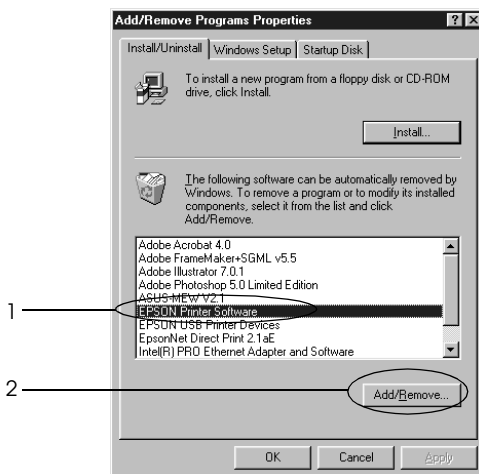 Add/Remove Programs Properties
Install/Uninstall Windows Setup Startup Disk
To install a new program from a floppy disk or CD-ROM
drive, click Install.
Install...
The following software can be automatically removed by
Windows. To remove a program or to modify its installed
components, select it from the list and click
Add/Remove.
Adobe Acrobat 4.0
Adobe FrameMaker+SGML v5.5
Adobe Illustrator 7.0.1
Adobe Photoshop 5.0 Limited Edition
ASUS-MEW V2.1
1
EPSON Printer Software
EPSON USB Printer Devices
EpsonNet Direct Print 2.1aE
Intel(R) PRO Ethernet Adapter and Software
2
Add/Remove...
OK Cancel Apply